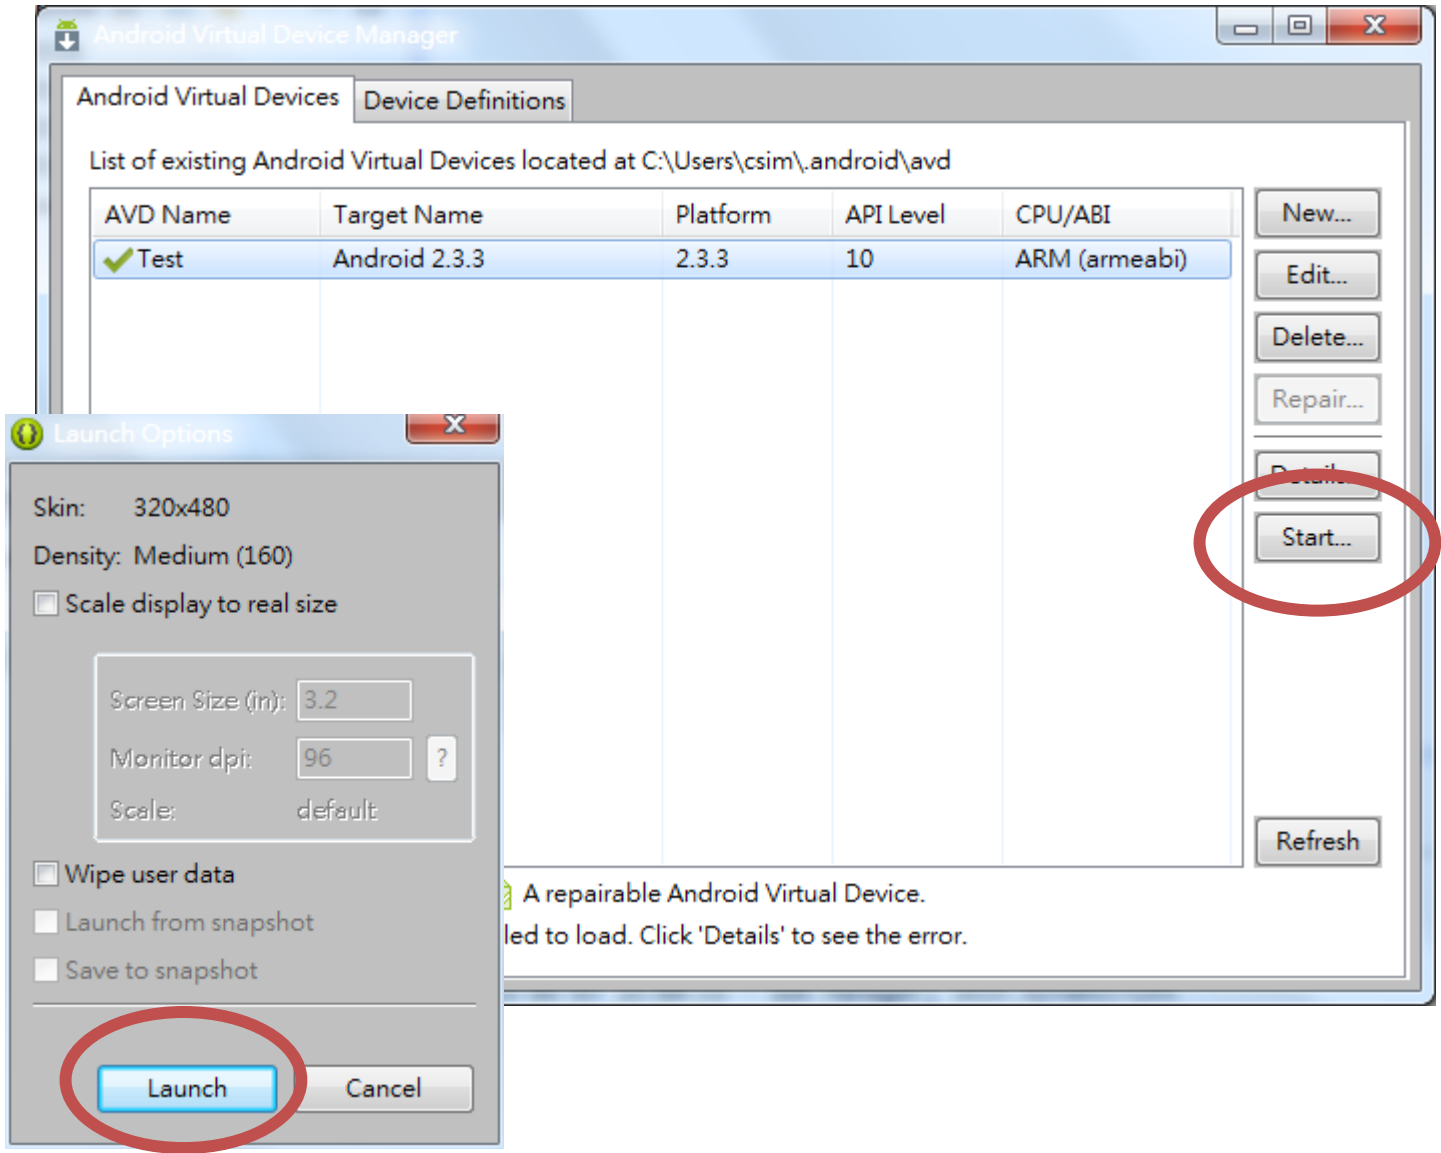 Android Virtual Device Manager
Android Virtual Devices
Device Definitions
List of existing Android Virtual Devices located at C:\Users\csim\.android\avd
AVD Name Target Name Platform API Level CPU/ABI
Test Android 2.3.3 2.3.3 10 ARM (armeabi)
New...
Edit...
Delete...
Repair...
Details...
Start...
Refresh
A repairable Android Virtual Device.
led to load. Click 'Details' to see the error.
Launch Options
Skin: 320x480
Density: Medium (160)
Scale display to real size
Screen Size (in): 3.2
Monitor dpi: 96 ?
Scale: default
Wipe user data
Launch from snapshot
Save to snapshot
Launch Cancel